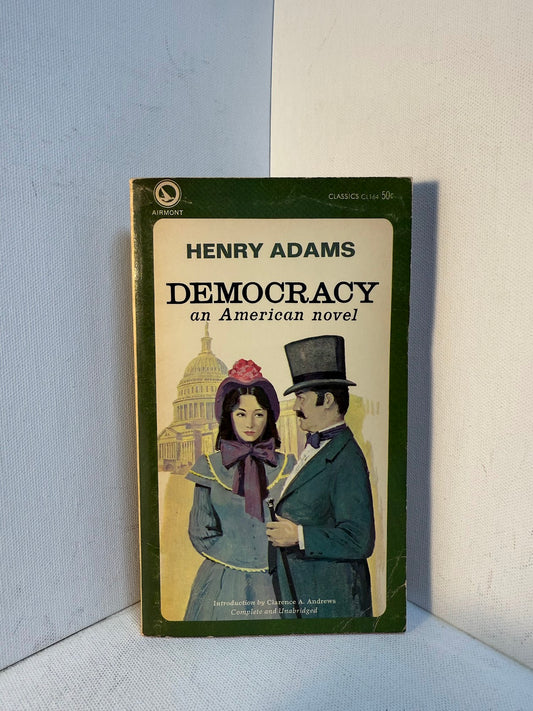 AIRMONT
CLASSICS CL164 50¢
HENRY ADAMS
DEMOCRACY
an American novel
Introduction by Clarence A. Andrews
Complete and Unabridged